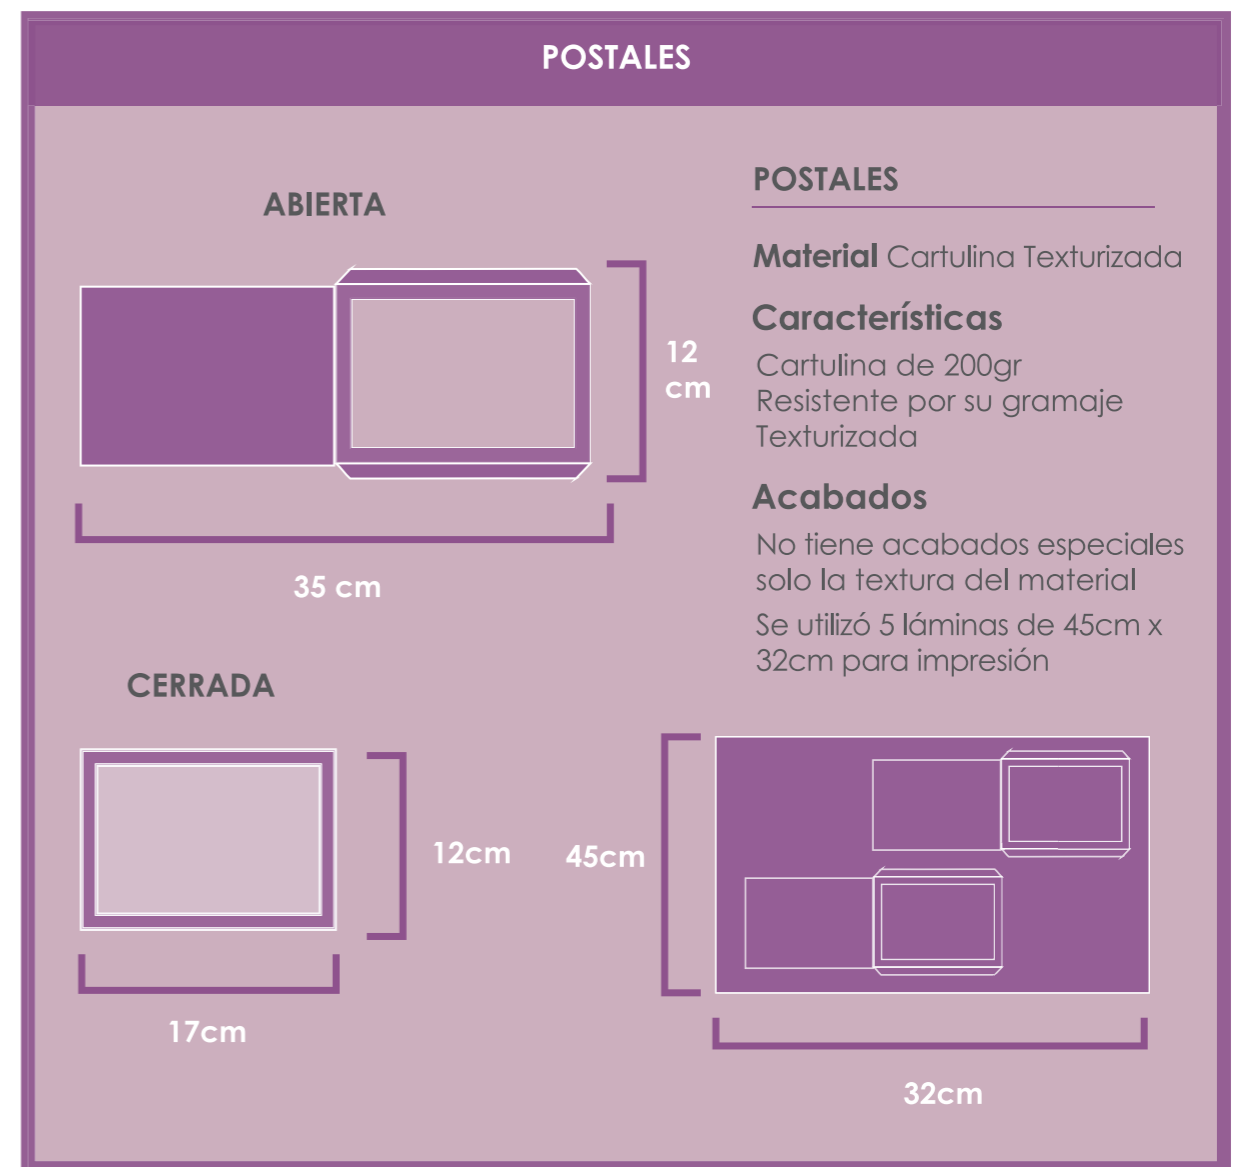 POSTALES
ABIERTA
12
cm
35 cm
POSTALES
Material Cartulina Texturizada
Características
Cartulina de 200gr
Resistente por su gramaje
Texturizada
Acabados
No tiene acabados especiales
solo la textura del material
Se utilizó 5 láminas de 45cm x
32cm para impresión
CERRADA
12cm
17cm
45cm
32cm